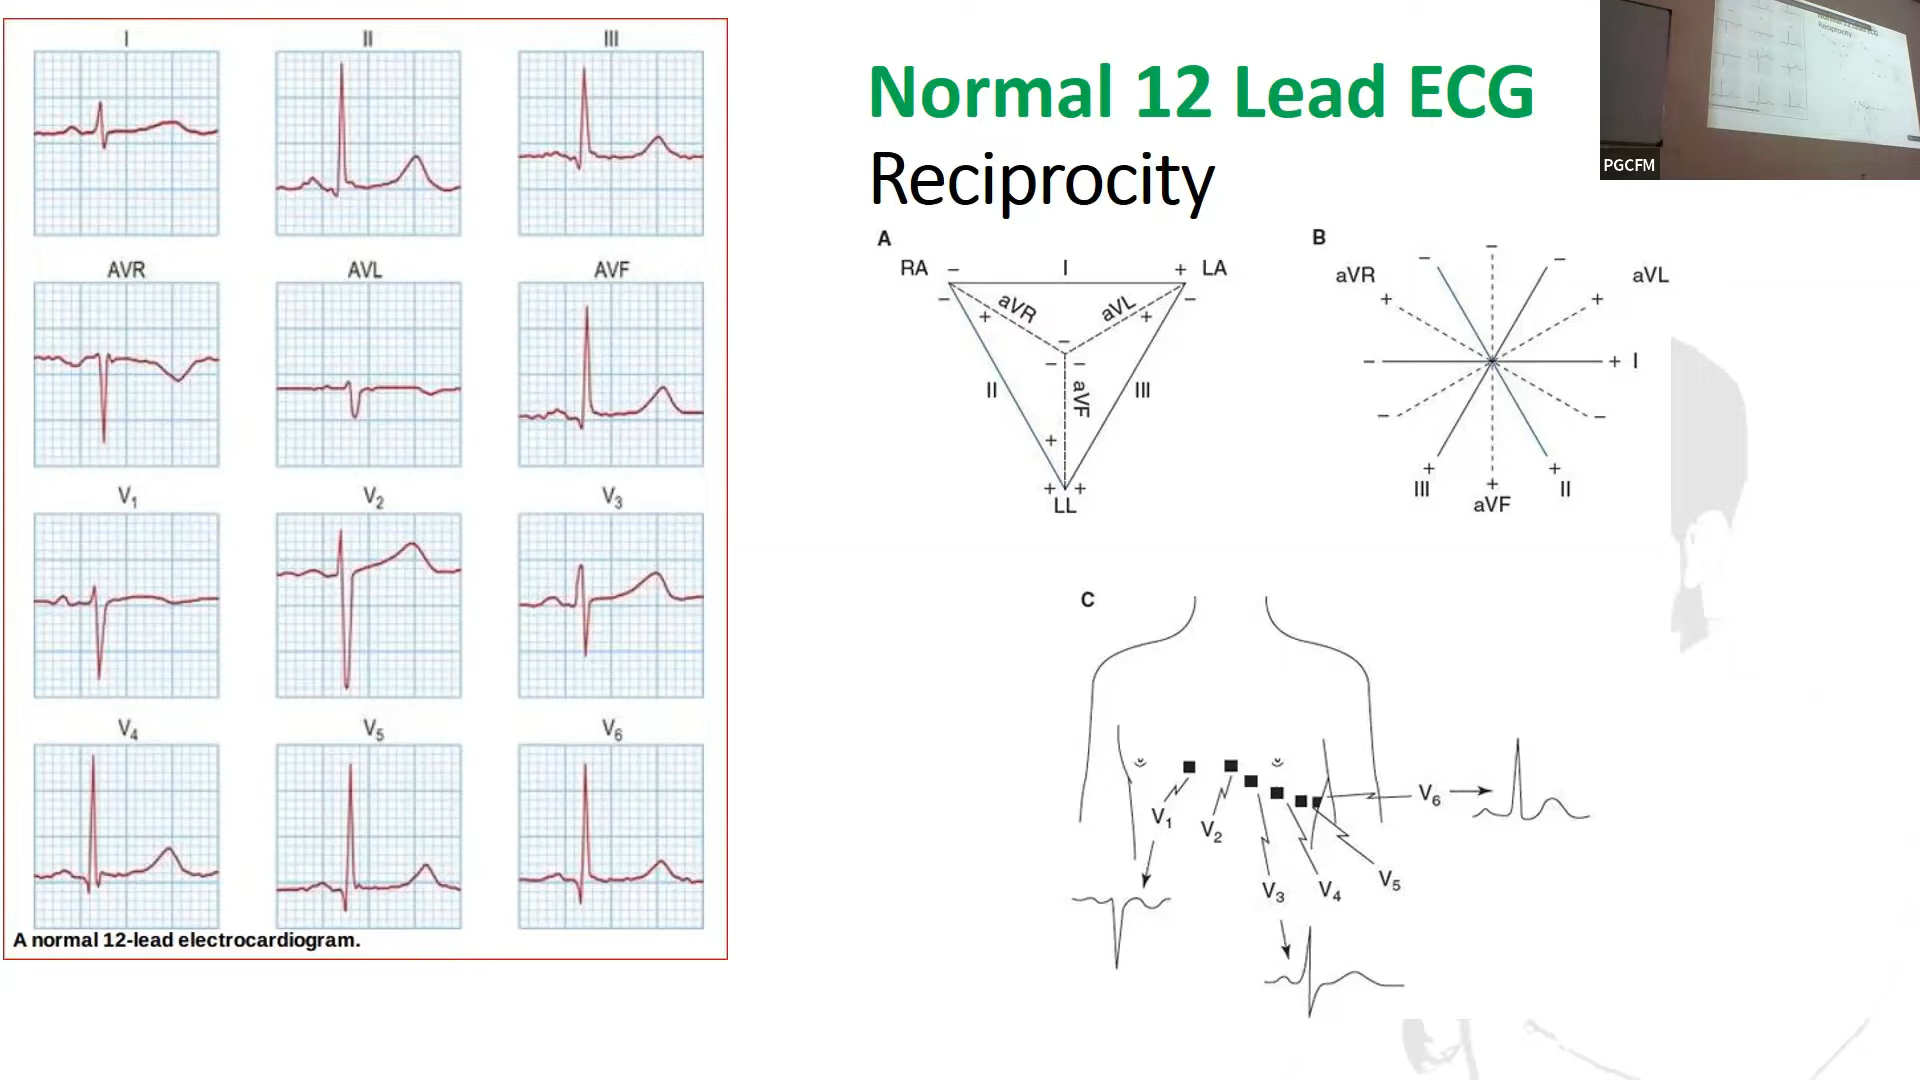 I II III
AVR AVL AVF
V1 V2 V3
V4 V5 V6
A normal 12-lead electrocardiogram.
Normal 12 Lead ECG
Reciprocity
A
RA − I + LA
− aVR aVL −
+ +
−
− −
II aVF III
+
+ +
LL
B
− − −
aVR aVL
+ +
− + I
− −
+ + +
III aVF II
C
V1 V2 V3 V4 V5 V6
PGCFM
Reciprocity